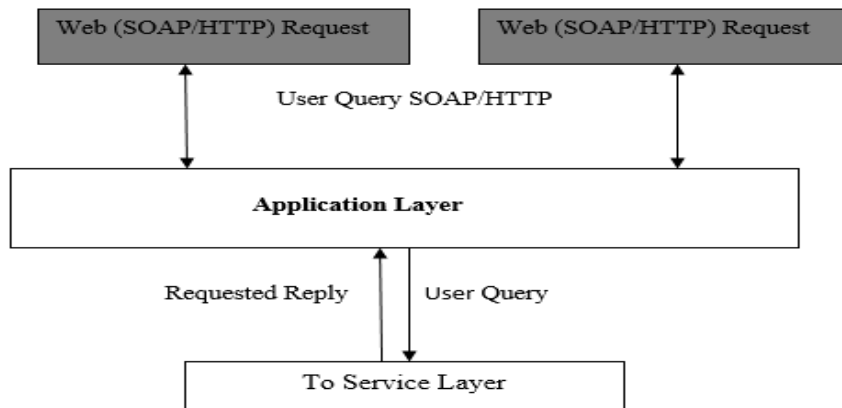 Web (SOAP/HTTP) Request
Web (SOAP/HTTP) Request
User Query SOAP/HTTP
Application Layer
Requested Reply
User Query
To Service Layer